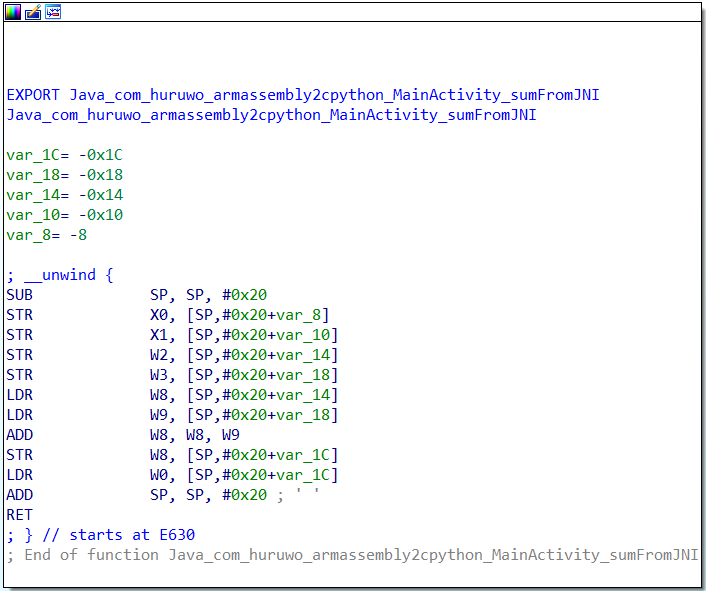 EXPORT Java_com_huruwo_armassembly2cpython_MainActivity_sumFromJNI
Java_com_huruwo_armassembly2cpython_MainActivity_sumFromJNI
var_1C= -0x1C
var_18= -0x18
var_14= -0x14
var_10= -0x10
var_8= -8
; __unwind {
SUB SP, SP, #0x20
STR X0, [SP,#0x20+var_8]
STR X1, [SP,#0x20+var_10]
STR W2, [SP,#0x20+var_14]
STR W3, [SP,#0x20+var_18]
LDR W8, [SP,#0x20+var_14]
LDR W9, [SP,#0x20+var_18]
ADD W8, W8, W9
STR W8, [SP,#0x20+var_1C]
LDR W0, [SP,#0x20+var_1C]
ADD SP, SP, #0x20 ; ' '
RET
; } // starts at E630
; End of function Java_com_huruwo_armassembly2cpython_MainActivity_sumFromJNI